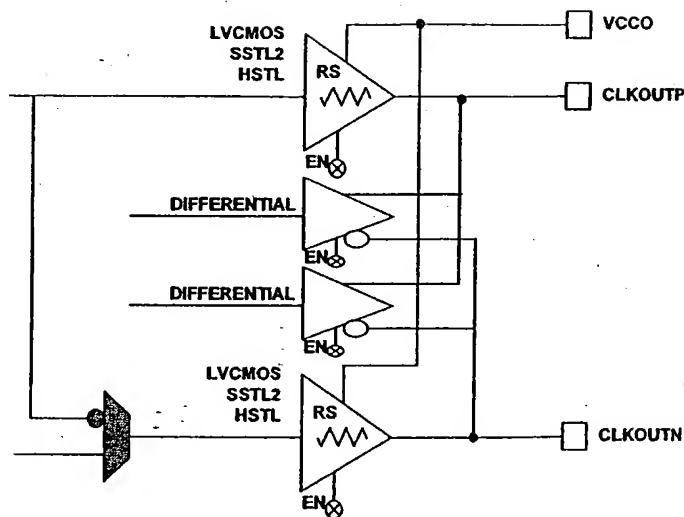 LVCMOS
SSTL2
HSTL
RS
VCCO
CLKOUTP
EN
DIFFERENTIAL
EN
DIFFERENTIAL
EN
LVCMOS
SSTL2
HSTL
RS
CLKOUTN
EN